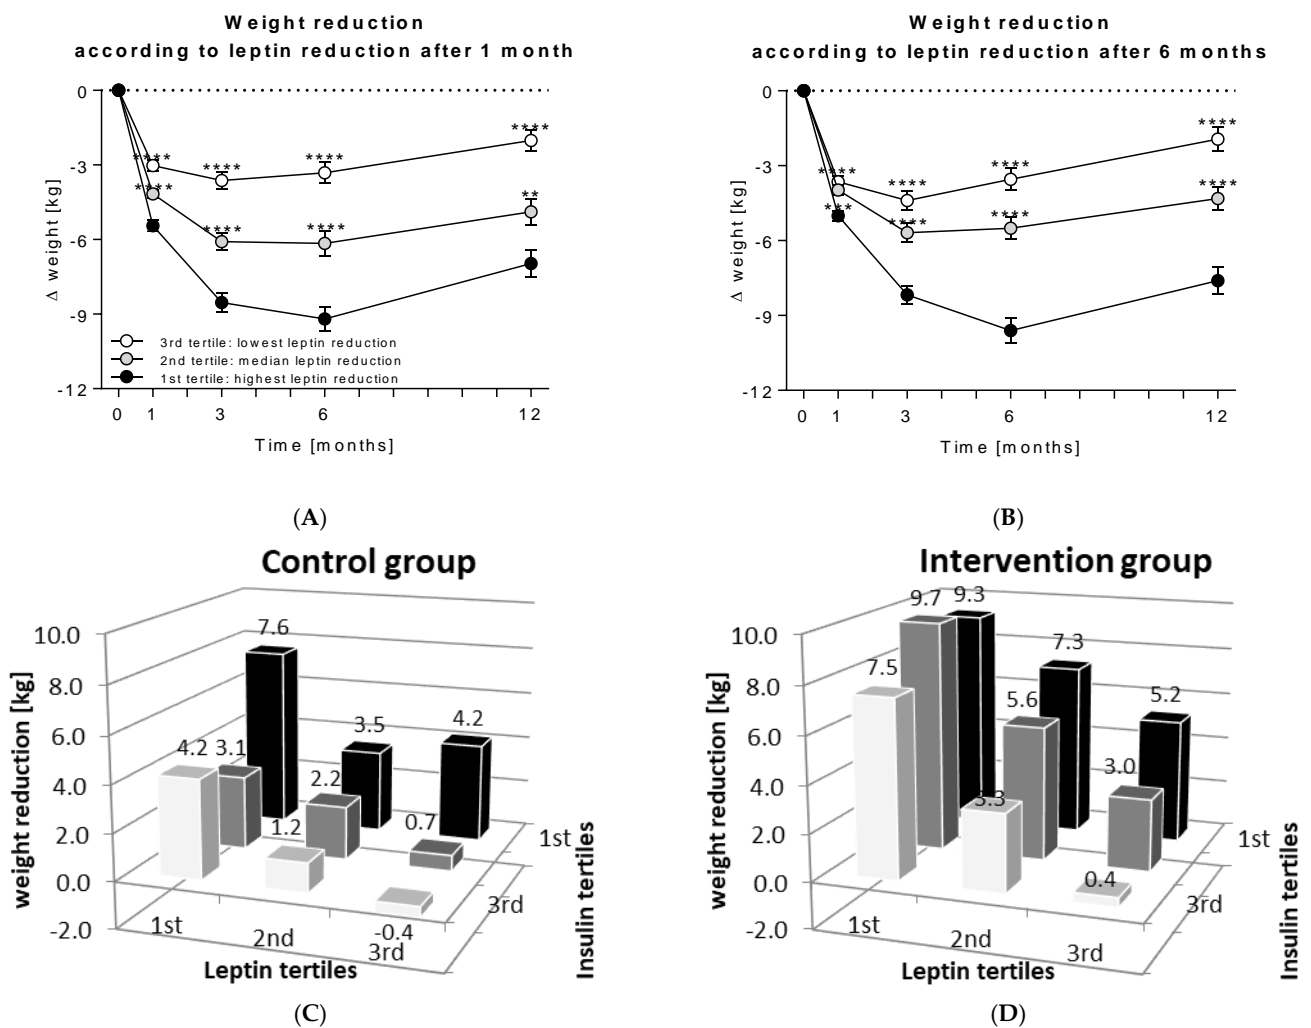 Weight reduction
according to leptin reduction after 1 month
0
-3
-6
-9
-12
Δ weight [kg]
****
****
****
****
****
****
****
**
3rd tertile: lowest leptin reduction
2nd tertile: median leptin reduction
1st tertile: highest leptin reduction
0 1 3 6 12
Time [months]
(A)
Weight reduction
according to leptin reduction after 6 months
0
-3
-6
-9
-12
Δ weight [kg]
****
***
****
****
****
****
****
****
0 1 3 6 12
Time [months]
(B)
Control group
10.0
8.0
6.0
4.0
2.0
0.0
-2.0
weight reduction [kg]
7.6
3.5
4.2
4.2 3.1
2.2
0.7
1.2
-0.4
1st
2nd
3rd
Leptin tertiles
1st
3rd
Insulin tertiles
(C)
Intervention group
10.0
8.0
6.0
4.0
2.0
0.0
-2.0
weight reduction [kg]
9.7 9.3
7.3
5.2
7.5
5.6
3.0
3.3
0.4
1st
2nd
3rd
Leptin tertiles
1st
3rd
Insulin tertiles
(D)